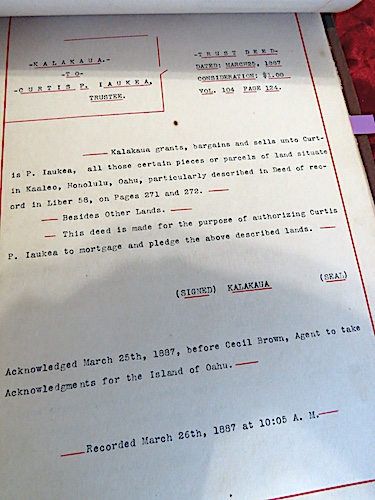 -KALAKAUA.-
-TO-
-CURTIS P. IAUKEA,
TRUSTEE.
-TRUST DEED-
DATED: MARCH25, 1887
CONSIDERATION: $1.00
VOL. 104 PAGE 124.
Kalakaua grants, bargains and sells unto Curt-
is P. Iaukea, all those certain pieces or parcels of land situate
in Kaaleo, Honolulu, Oahu, particularly described in Deed of rec-
ord in Liber 58, on Pages 271 and 272.
Besides Other Lands.
This deed is made for the purpose of authorizing Curtis
P. Iaukea to mortgage and pledge the above described lands.
(SIGNED) KALAKAUA (SEAL)
Acknowledged March 25th, 1887, before Cecil Brown, Agent to take
Acknowledgments for the Island of Oahu.
Recorded March 26th, 1887 at 10:05 A. M.